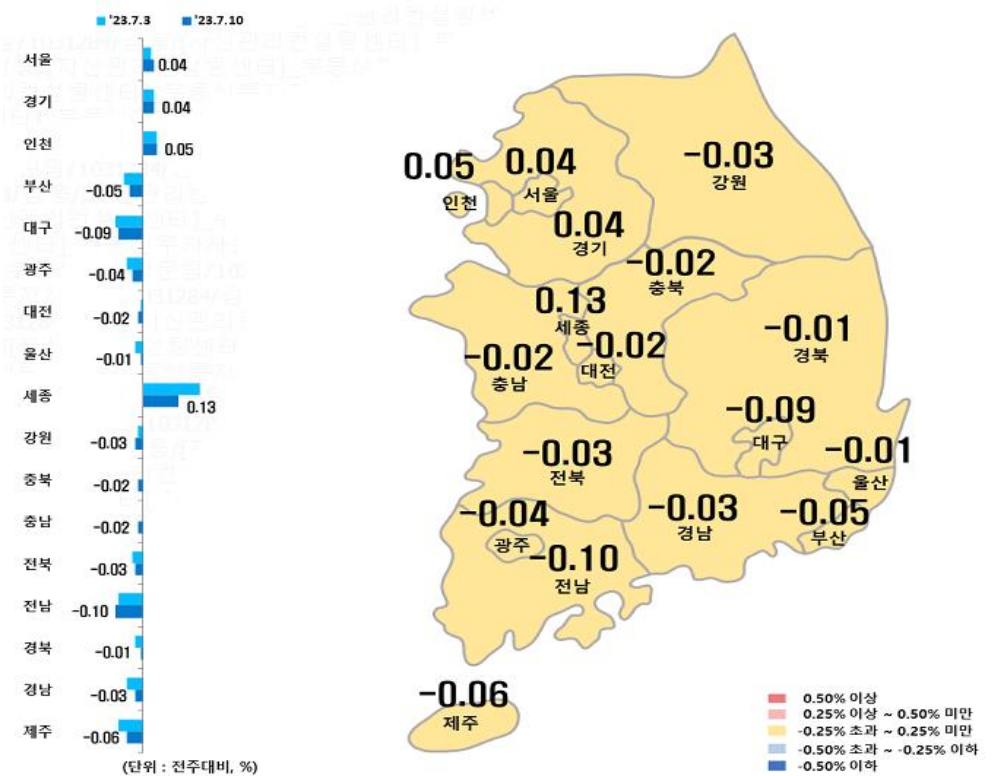 '23.7.3 '23.7.10
서울 0.04
경기 0.04
인천 0.05
부산 -0.05
대구 -0.09
광주 -0.04
대전 -0.02
울산 -0.01
세종 0.13
강원 -0.03
충북 -0.02
충남 -0.02
전북 -0.03
전남 -0.10
경북 -0.01
경남 -0.03
제주 -0.06
(단위 : 전주대비, %)
-0.03
강원
0.05
인천
0.04
서울
0.04
경기
-0.02
충북
0.13
세종
-0.02
대전
-0.02
충남
-0.01
경북
-0.09
대구
-0.01
울산
-0.03
전북
-0.03
경남
-0.05
부산
-0.04
광주
-0.10
전남
-0.06
제주
0.50% 이상
0.25% 이상 ~ 0.50% 미만
-0.25% 초과 ~ 0.25% 미만
-0.50% 초과 ~ -0.25% 이하
-0.50% 이하